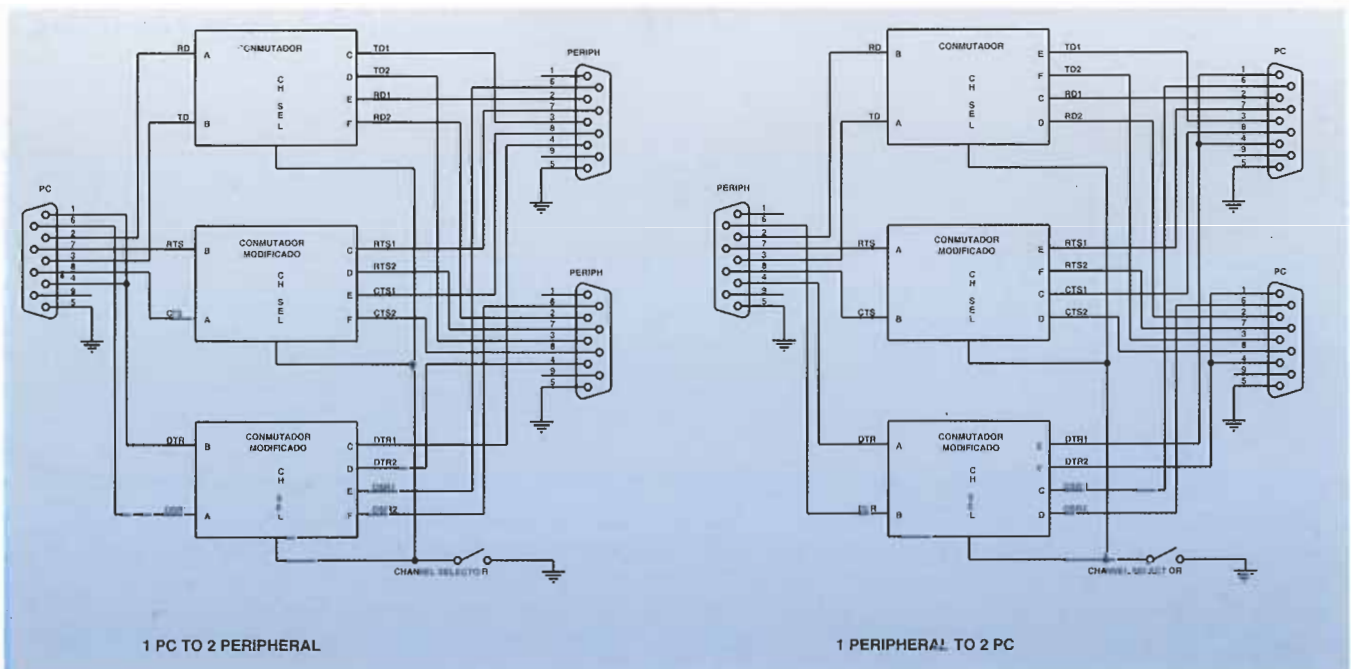 RD
A
CONMUTADOR
C
TD1
PERIPH
D
TD2
CH SEL
E
RD1
TD
B
F
RD2
1
6
2
7
3
8
4
9
5
PC
1
6
2
7
3
8
4
9
5
RTS
B
CONMUTADOR
MODIFICADO
C
RTS1
D
RTS2
CH SEL
E
CTS1
A
F
CTS2
PERIPH
1
6
2
7
3
8
4
9
5
DTR
B
CONMUTADOR
MODIFICADO
C
DTR1
D
DTR2
CH
E
A
F
CHANNEL SELECTOR
1 PC TO 2 PERIPHERAL
RD
B
CONMUTADOR
E
TD1
PC
F
TD2
CH SEL
C
RD1
TD
A
D
RD2
1
6
2
7
3
8
4
9
5
PERIPH
1
6
2
7
3
8
4
9
5
RTS
A
CONMUTADOR
MODIFICADO
E
RTS1
F
RTS2
CH SEL
C
CTS1
CTS
B
D
CTS2
PC
1
6
2
7
3
8
4
9
5
DTR
A
CONMUTADOR
MODIFICADO
E
DTR1
F
DTR2
CH
C
B
D
1 PERIPHERAL TO 2 PC